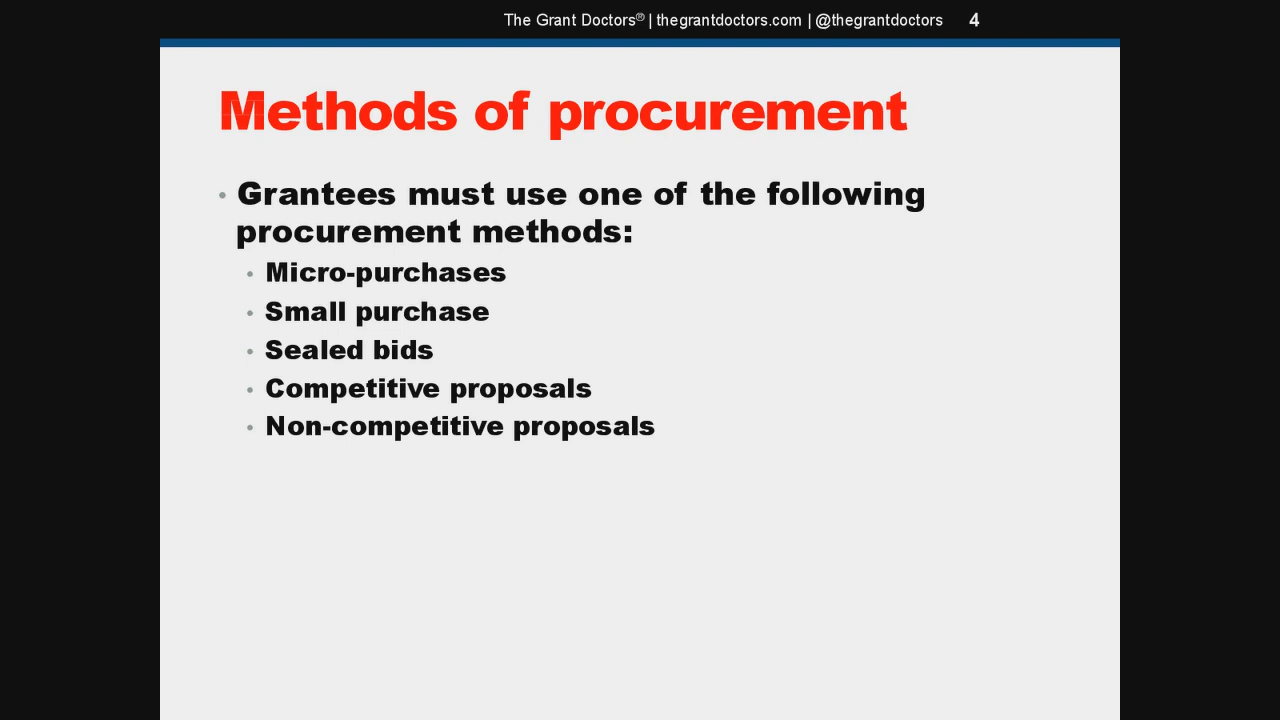 The Grant Doctors® | thegrantdoctors.com | @thegrantdoctors 4
Methods of procurement
• Grantees must use one of the following
procurement methods:
• Micro-purchases
• Small purchase
• Sealed bids
• Competitive proposals
• Non-competitive proposals